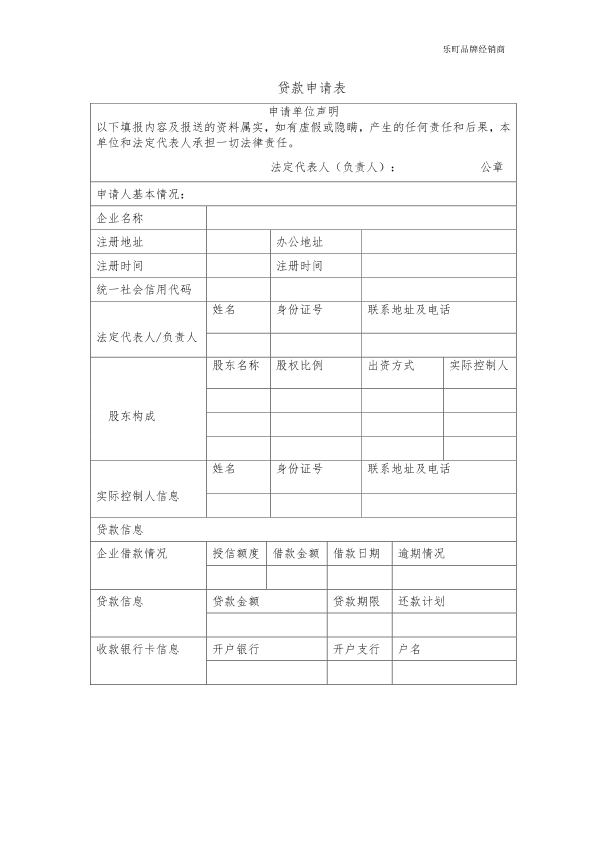 乐町品牌经销商
贷款申请表
申请单位声明
以下填报内容及报送的资料属实，如有虚假或隐瞒，产生的任何责任和后果，本
单位和法定代表人承担一切法律责任。
法定代表人（负责人）： 公章
申请人基本情况：
企业名称
注册地址 办公地址
注册时间 注册时间
统一社会信用代码
姓名 身份证号 联系地址及电话
法定代表人/负责人
股东名称 股权比例 出资方式 实际控制人
股东构成
姓名 身份证号 联系地址及电话
实际控制人信息
贷款信息
企业借款情况 授信额度 借款金额 借款日期 逾期情况
贷款信息 贷款金额 贷款期限 还款计划
收款银行卡信息 开户银行 开户支行 户名